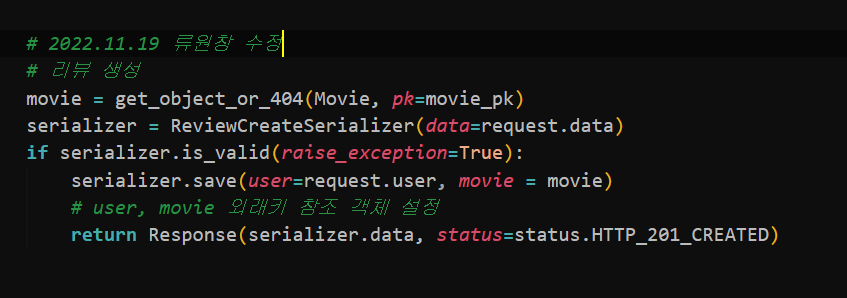 # 2022.11.19 류원창 수정
# 리뷰 생성
movie = get_object_or_404(Movie, pk=movie_pk)
serializer = ReviewCreateSerializer(data=request.data)
if serializer.is_valid(raise_exception=True):
    serializer.save(user=request.user, movie = movie)
    # user, movie 외래키 참조 객체 설정
    return Response(serializer.data, status=status.HTTP_201_CREATED)